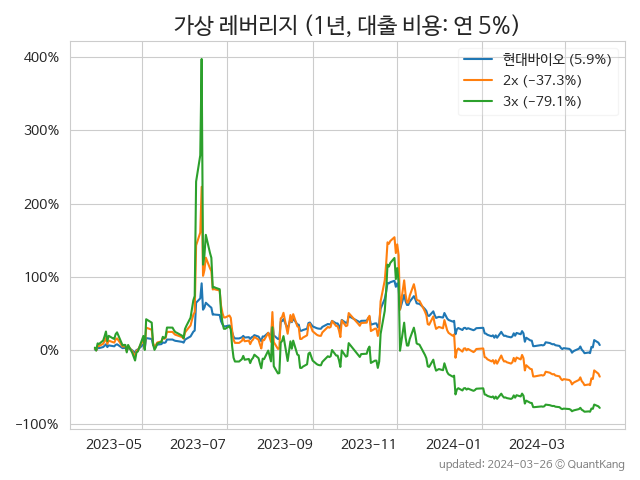 가상 레버리지 (1년, 대출 비용: 연 5%)
현대바이오 (5.9%)
2x (−37.3%)
3x (−79.1%)
400%
300%
200%
100%
0%
−100%
2023-05
2023-07
2023-09
2023-11
2024-01
2024-03
updated: 2024-03-26 © QuantKang